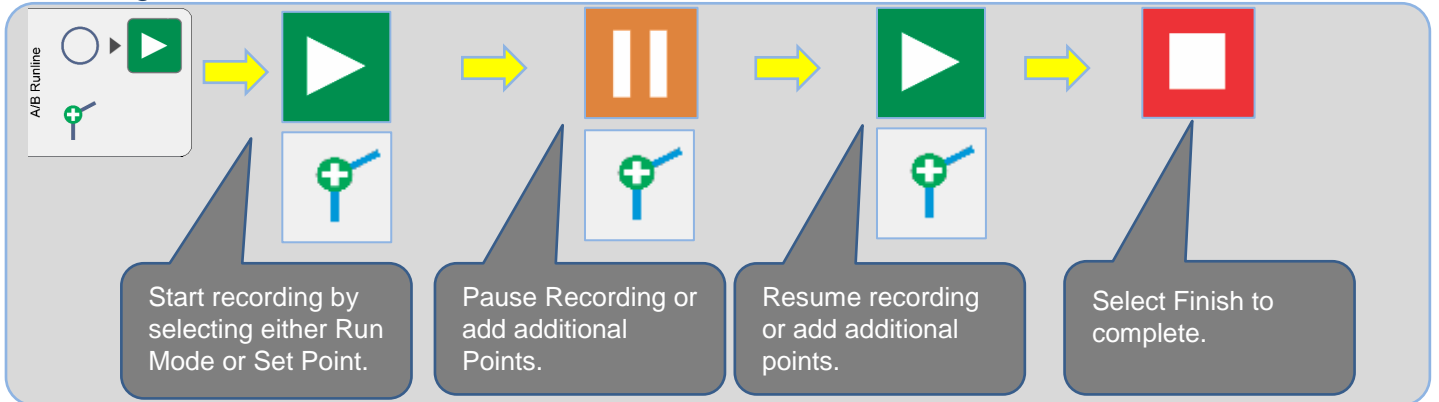 A/B Runline
Start recording by
selecting either Run
Mode or Set Point.
Pause Recording or
add additional
Points.
Resume recording
or add additional
points.
Select Finish to
complete.